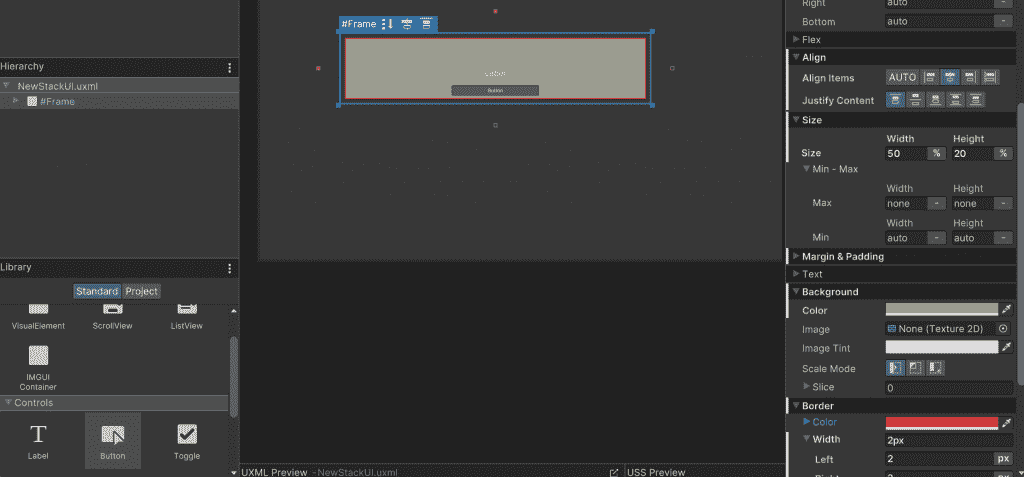 #Frame
Label
Button
Hierarchy
NewStackUI.uxml
#Frame
Library
Standard Project
VisualElement ScrollView ListView
IMGUI
Container
Controls
Label Button Toggle
UXML Preview -NewStackUI.uxml USS Preview
Right auto -
Bottom auto -
Flex
Align
Align Items AUTO
Justify Content
Size
Width Height
Size 50 % 20 %
Min - Max
Width Height
Max none - none -
Width Height
Min auto - auto -
Margin & Padding
Text
Background
Color
Image None (Texture 2D)
Image Tint
Scale Mode
Slice 0
Border
Color
Width 2px
Left 2 px